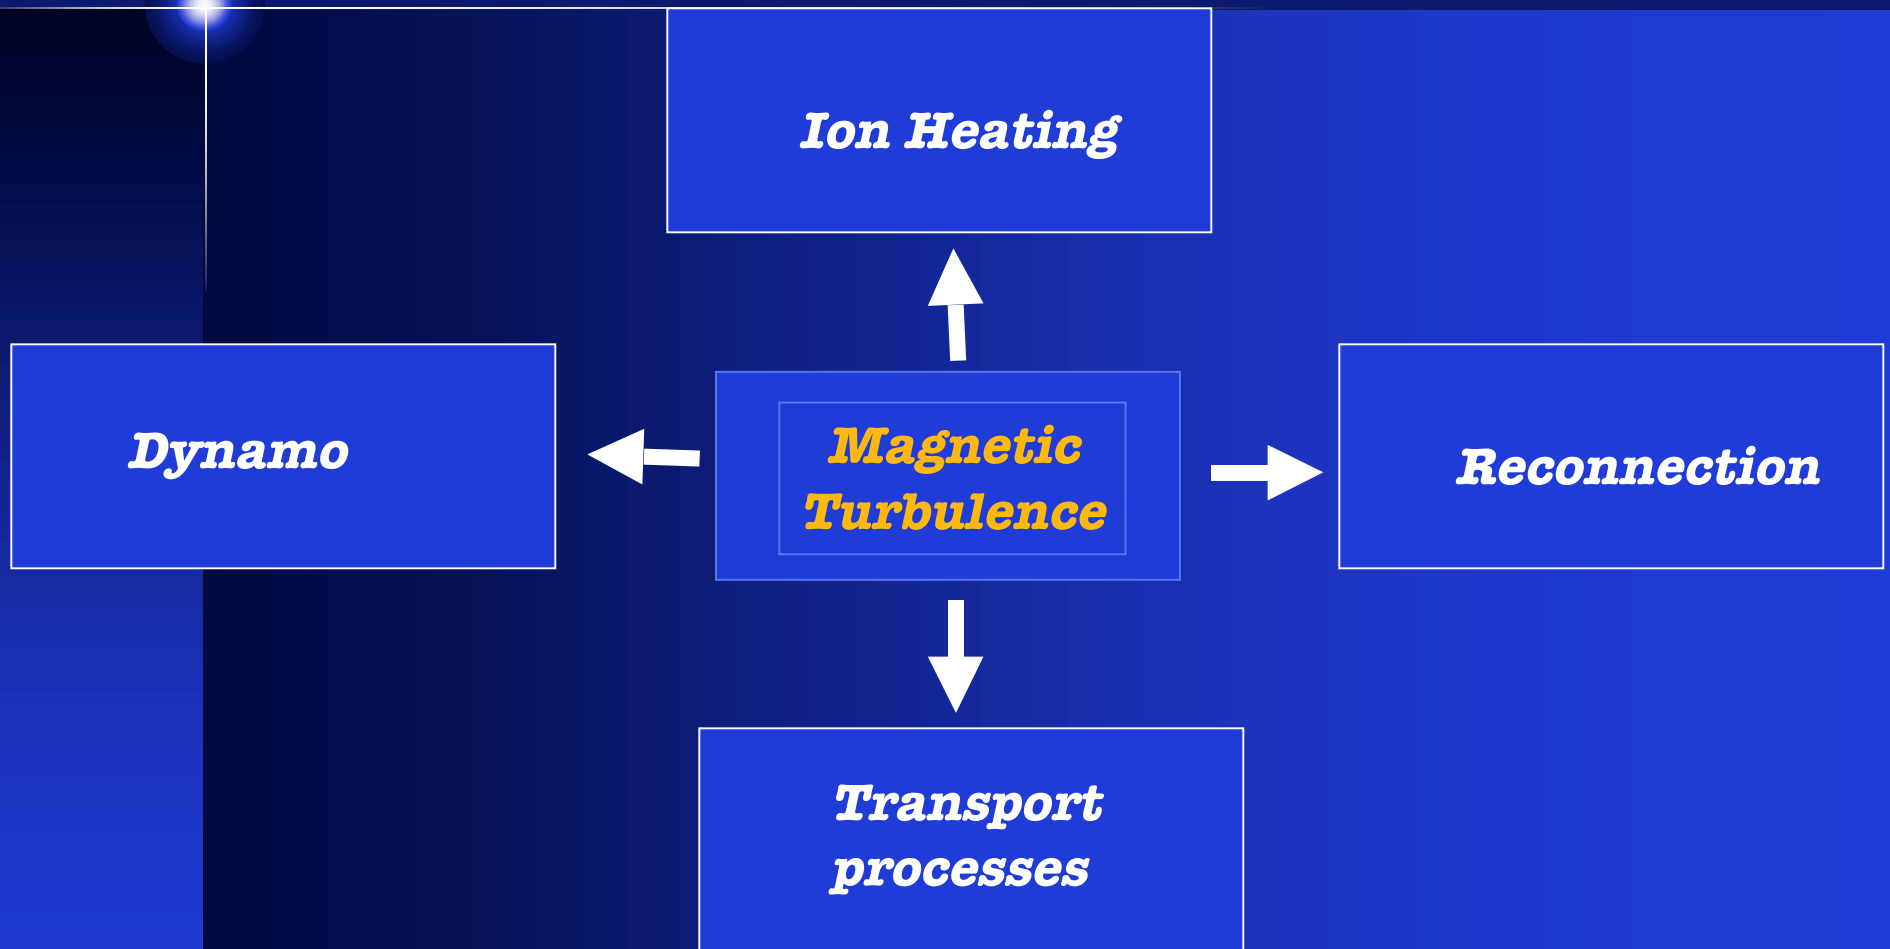 Ion Heating
Dynamo
Magnetic
Turbulence
Reconnection
Transport
processes